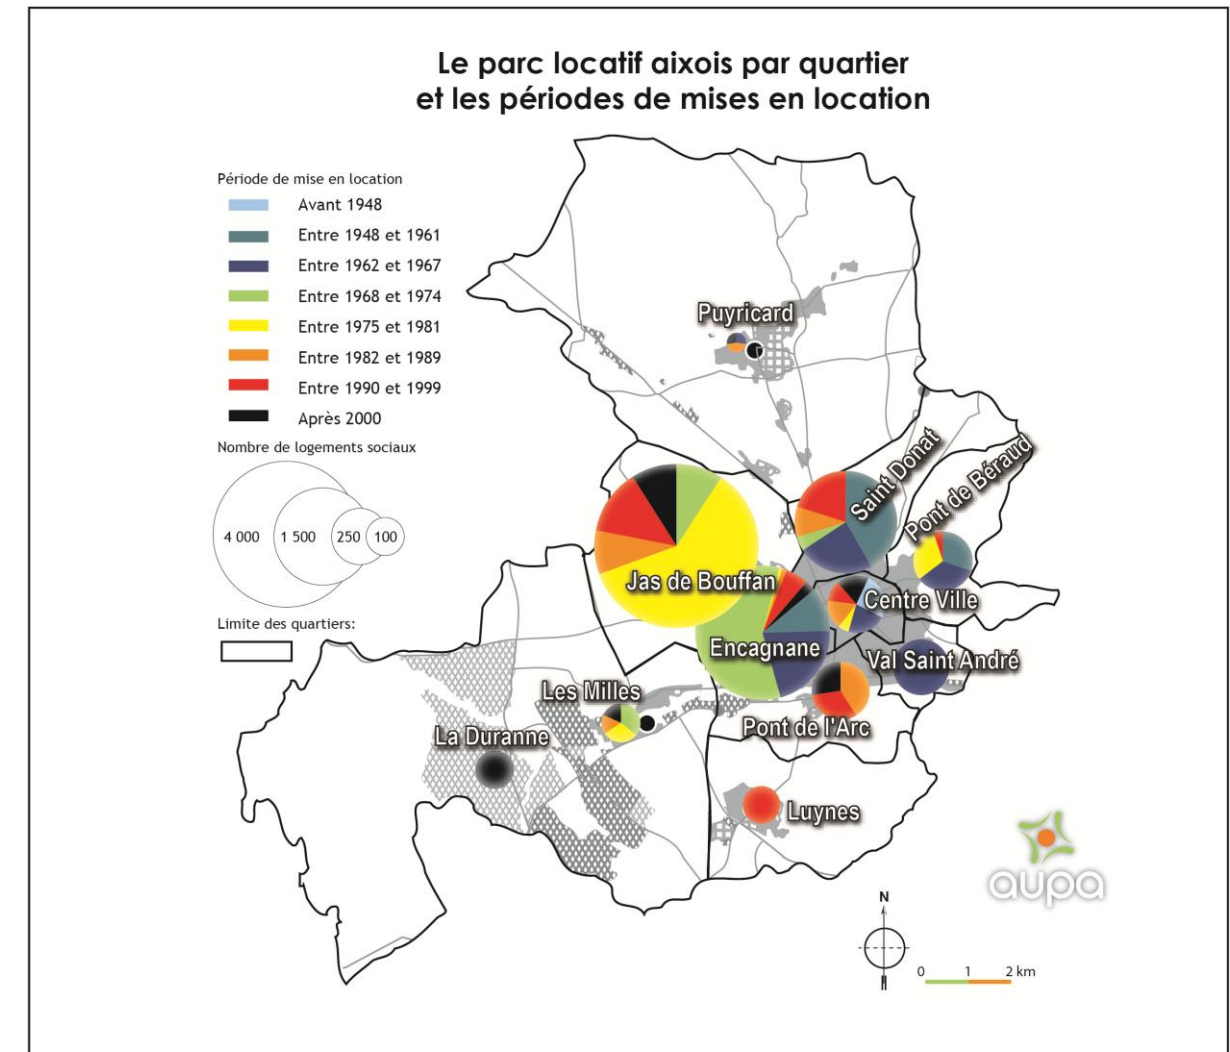 Le parc locatif aixois par quartier
et les périodes de mises en location
Période de mise en location
Avant 1948
Entre 1948 et 1961
Entre 1962 et 1967
Entre 1968 et 1974
Entre 1975 et 1981
Entre 1982 et 1989
Entre 1990 et 1999
Après 2000
Nombre de logements sociaux
4 000
1 500
250
100
Limite des quartiers:
Puyricard
Saint Donat
Pont de Béraud
Jas de Bouffan
Centre Ville
Encagnane
Val Saint André
Les Milles
Pont de l'Arc
La Duranne
Luynes
aupa
N
0 1 2 km